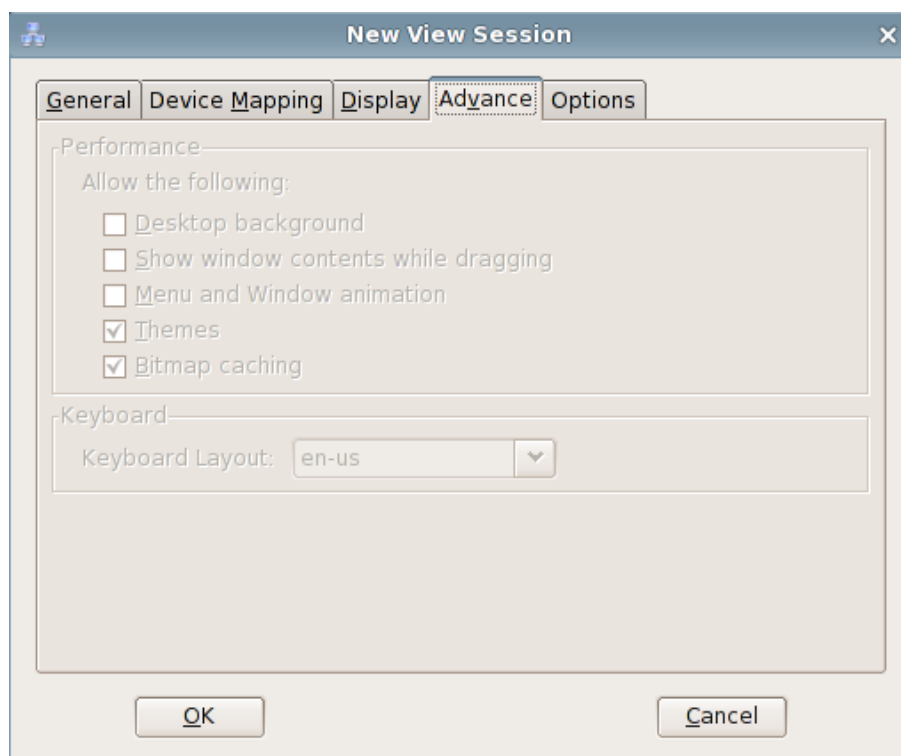 New View Session
General Device Mapping Display Advance Options
Performance
Allow the following:
Desktop background
Show window contents while dragging
Menu and Window animation
Themes
Bitmap caching
Keyboard
Keyboard Layout: en-us
OK Cancel